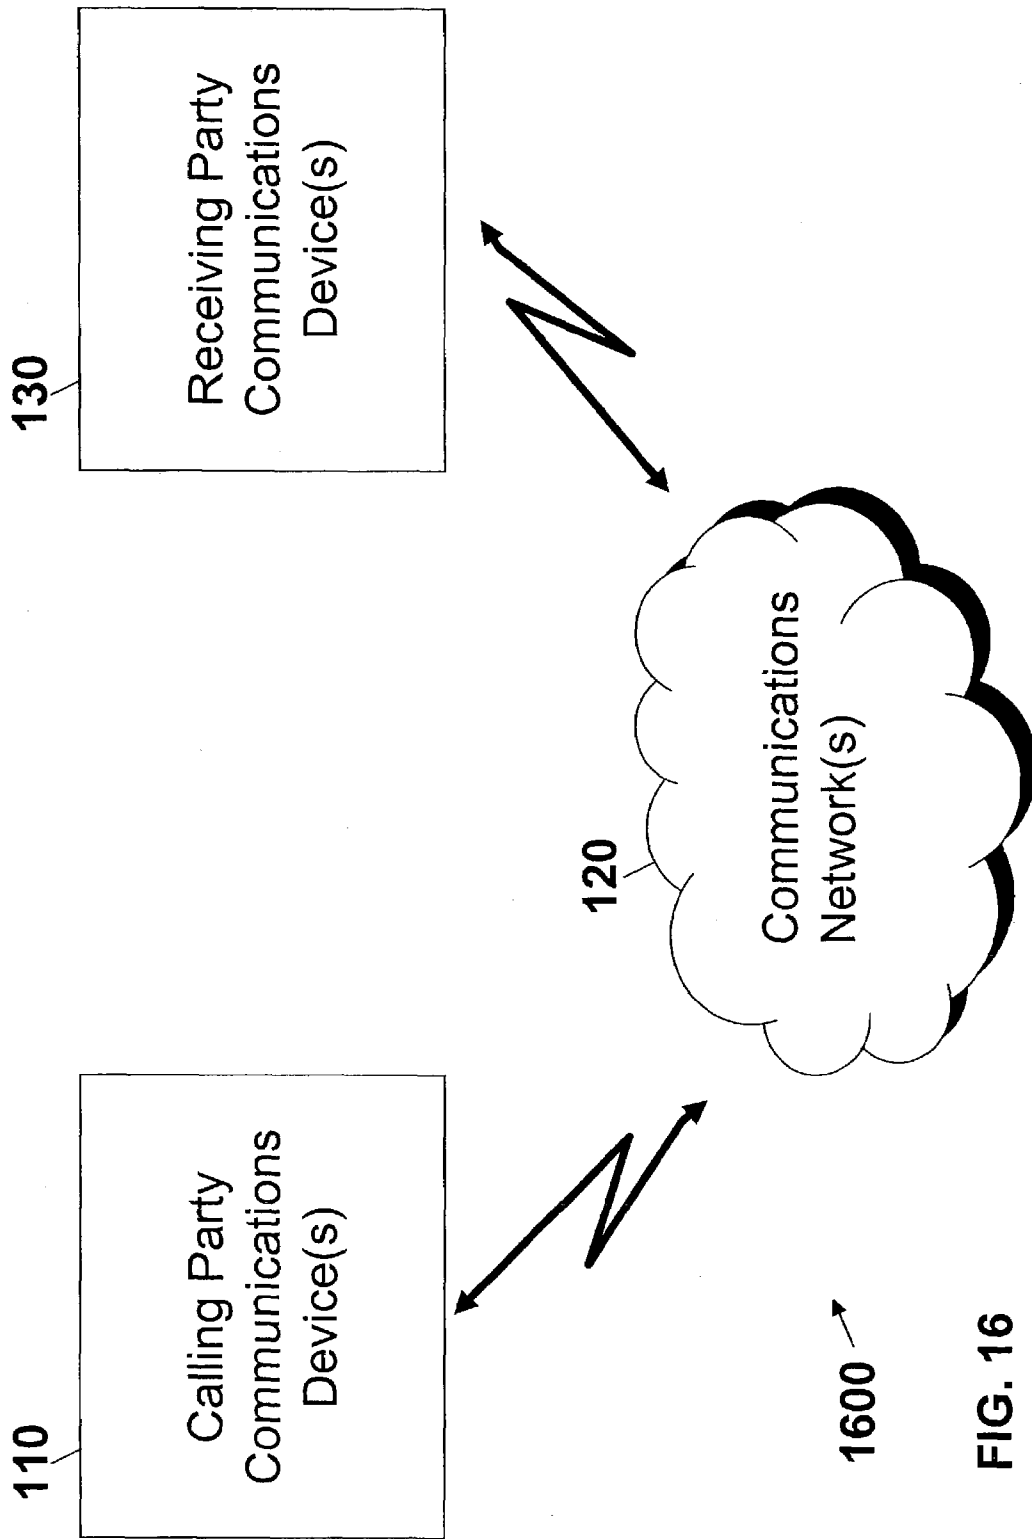 110
Calling Party
Communications
Device(s)
130
Receiving Party
Communications
Device(s)
120
Communications
Network(s)
1600
FIG. 16